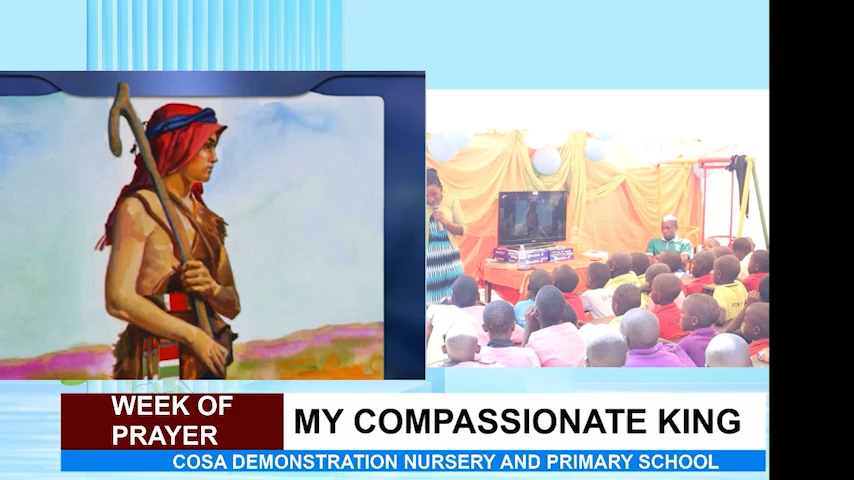 WEEK OF
PRAYER
MY COMPASSIONATE KING
COSA DEMONSTRATION NURSERY AND PRIMARY SCHOOL